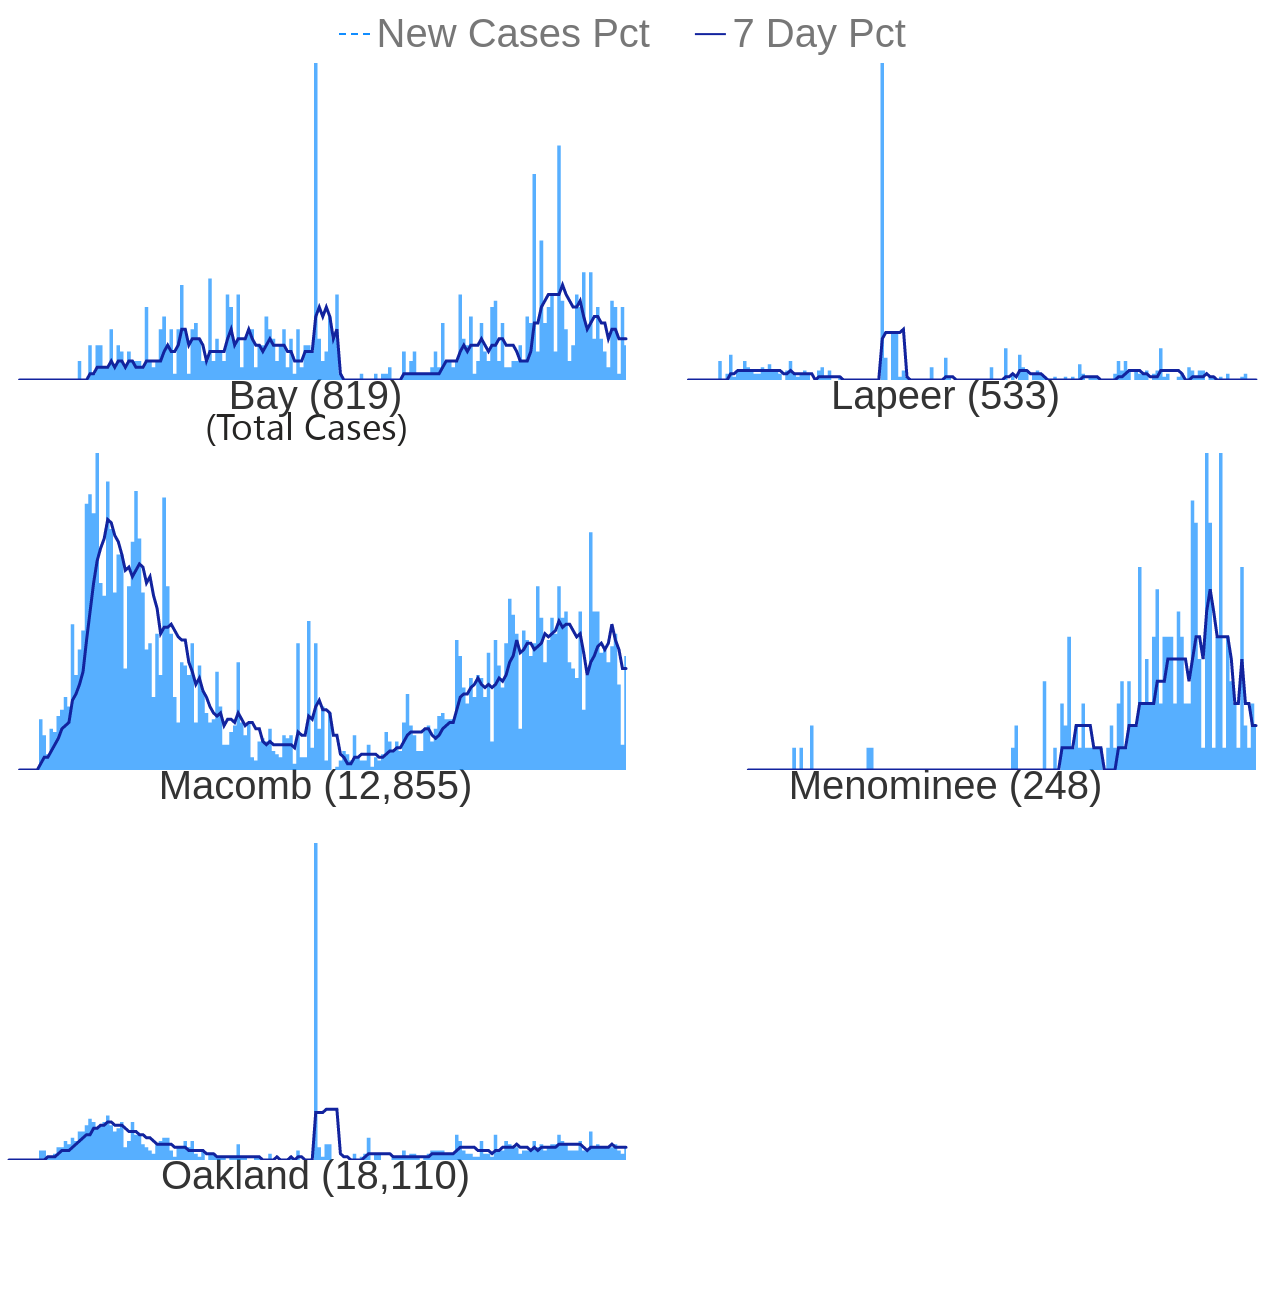 New Cases Pct 7 Day Pct
Bay (819) Lapeer (533)
(Total Cases)
Macomb (12,855) Menominee (248)
Oakland (18,110)